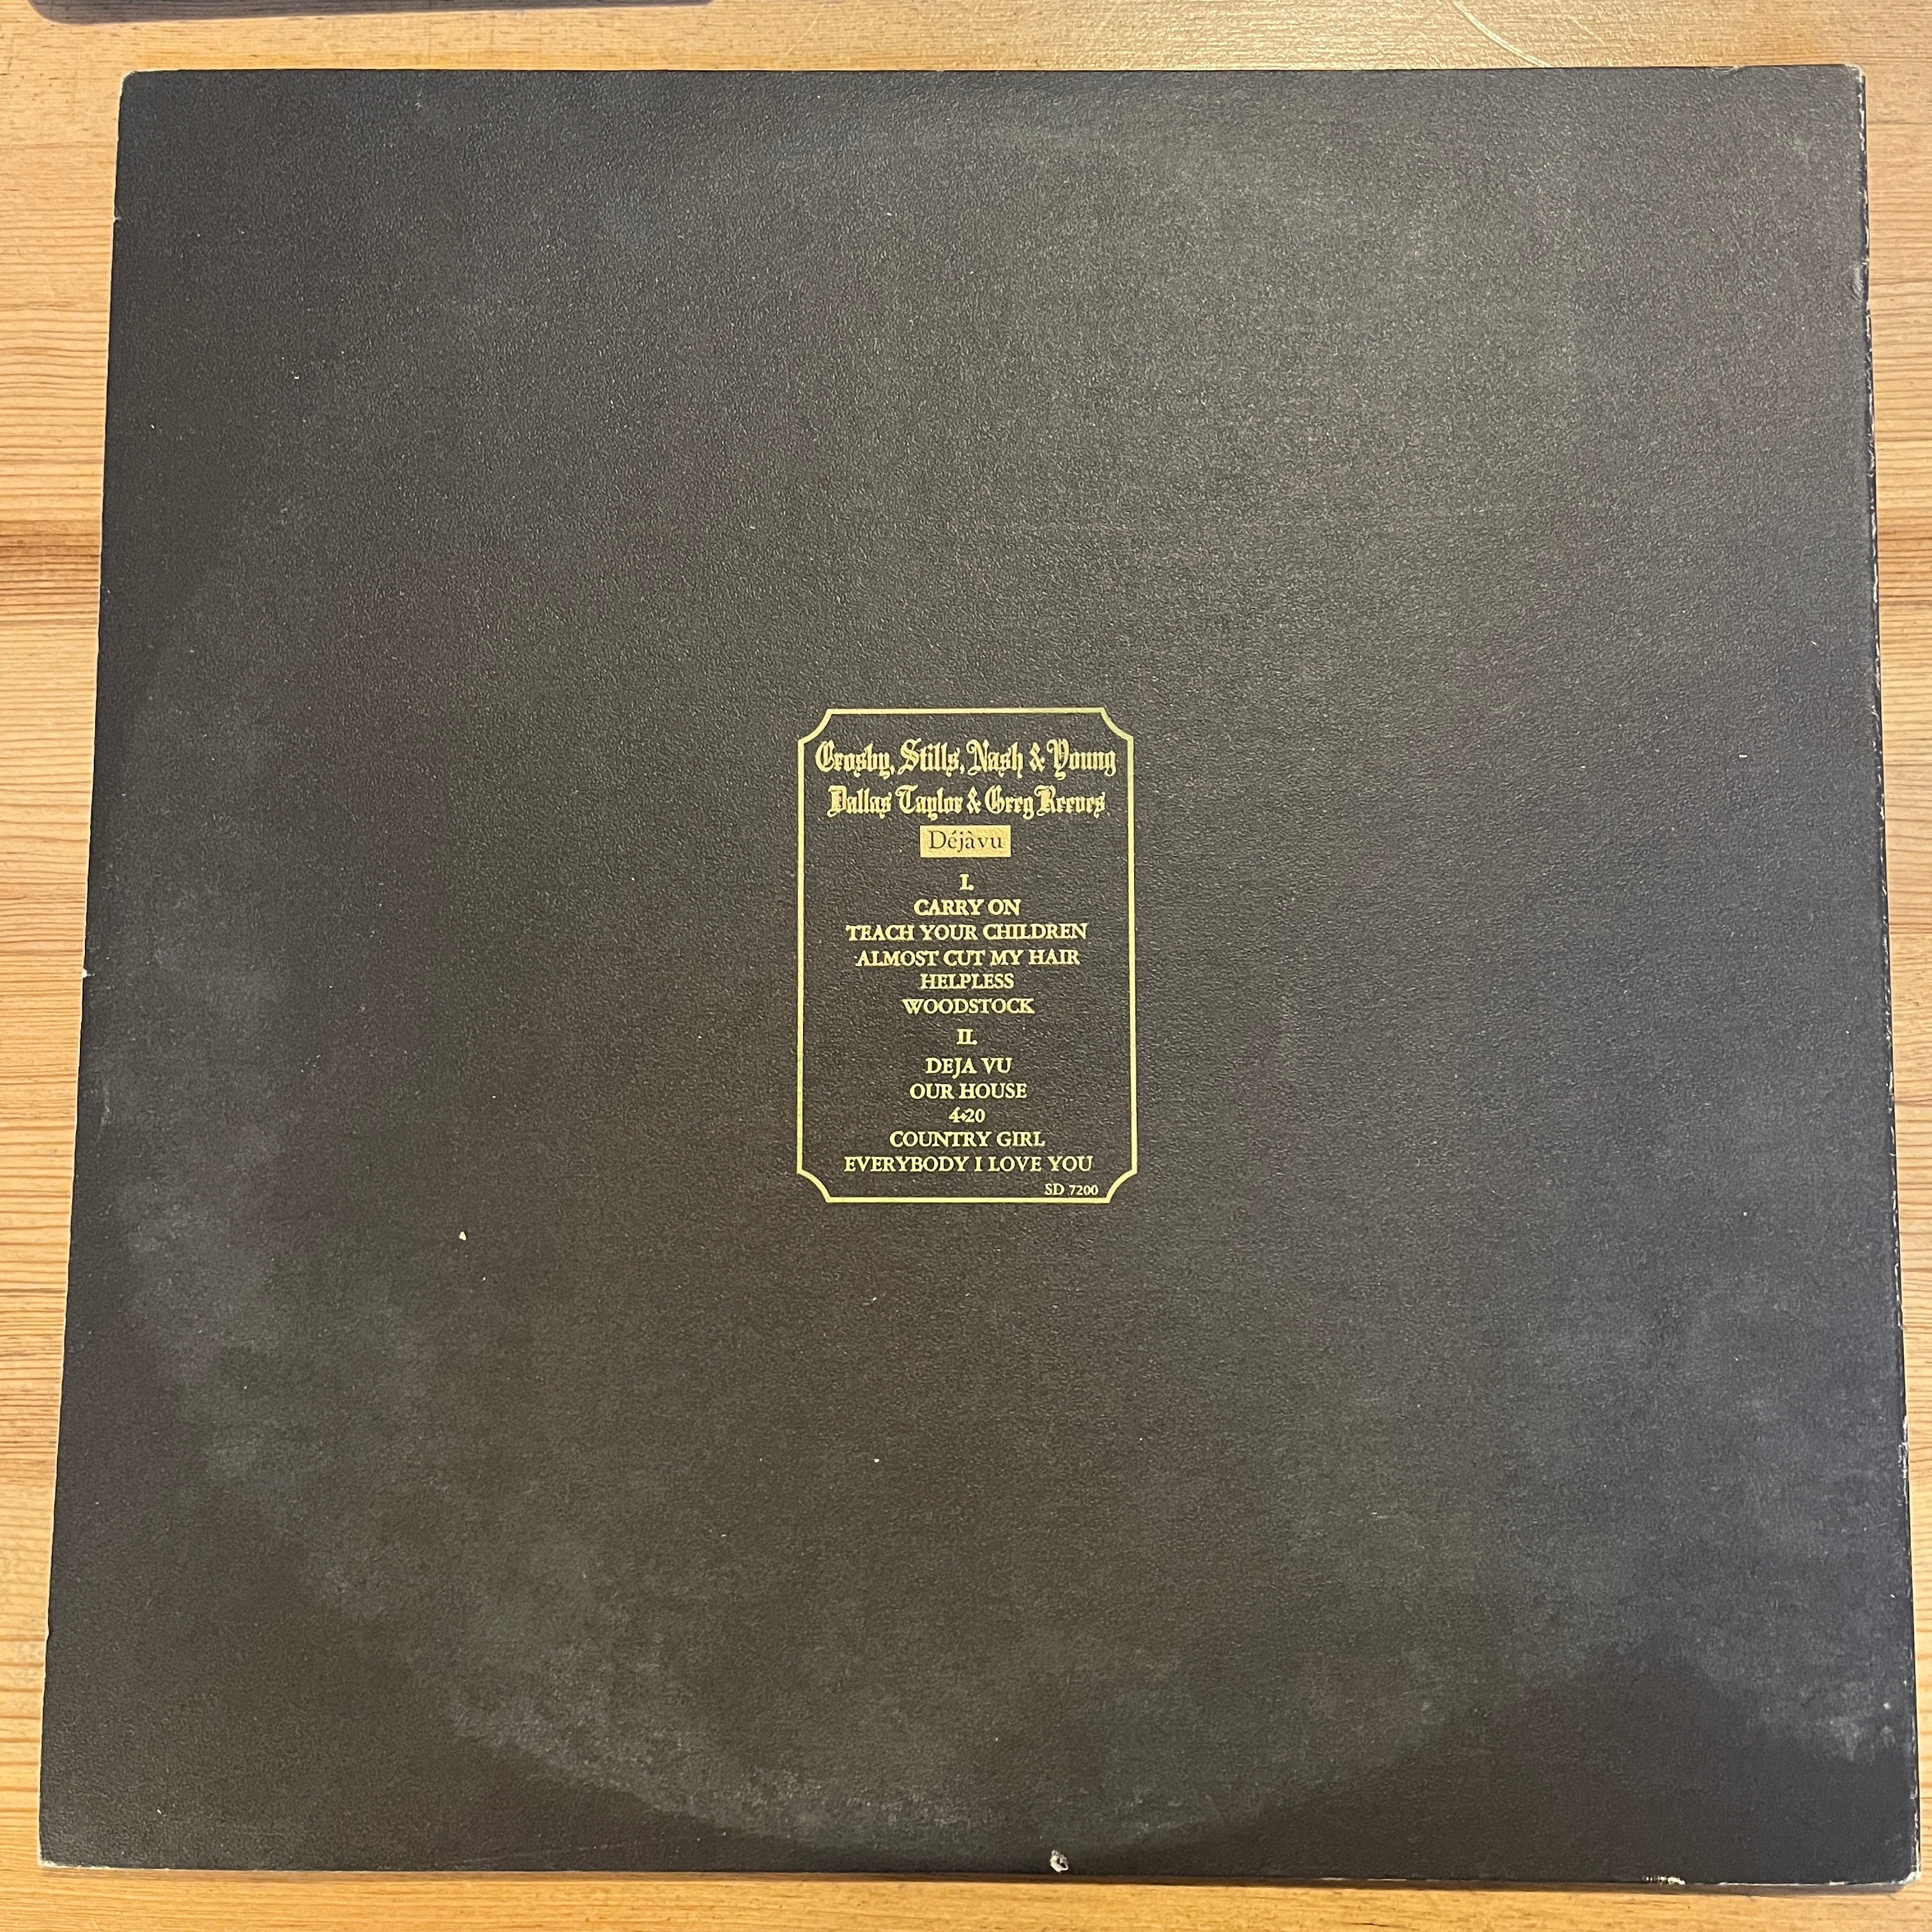 Crosby, Stills, Nash & Young
Dallas Taylor & Greg Reeves
Déjàvu
I.
CARRY ON
TEACH YOUR CHILDREN
ALMOST CUT MY HAIR
HELPLESS
WOODSTOCK
II.
DEJA VU
OUR HOUSE
4+20
COUNTRY GIRL
EVERYBODY I LOVE YOU
SD 7200